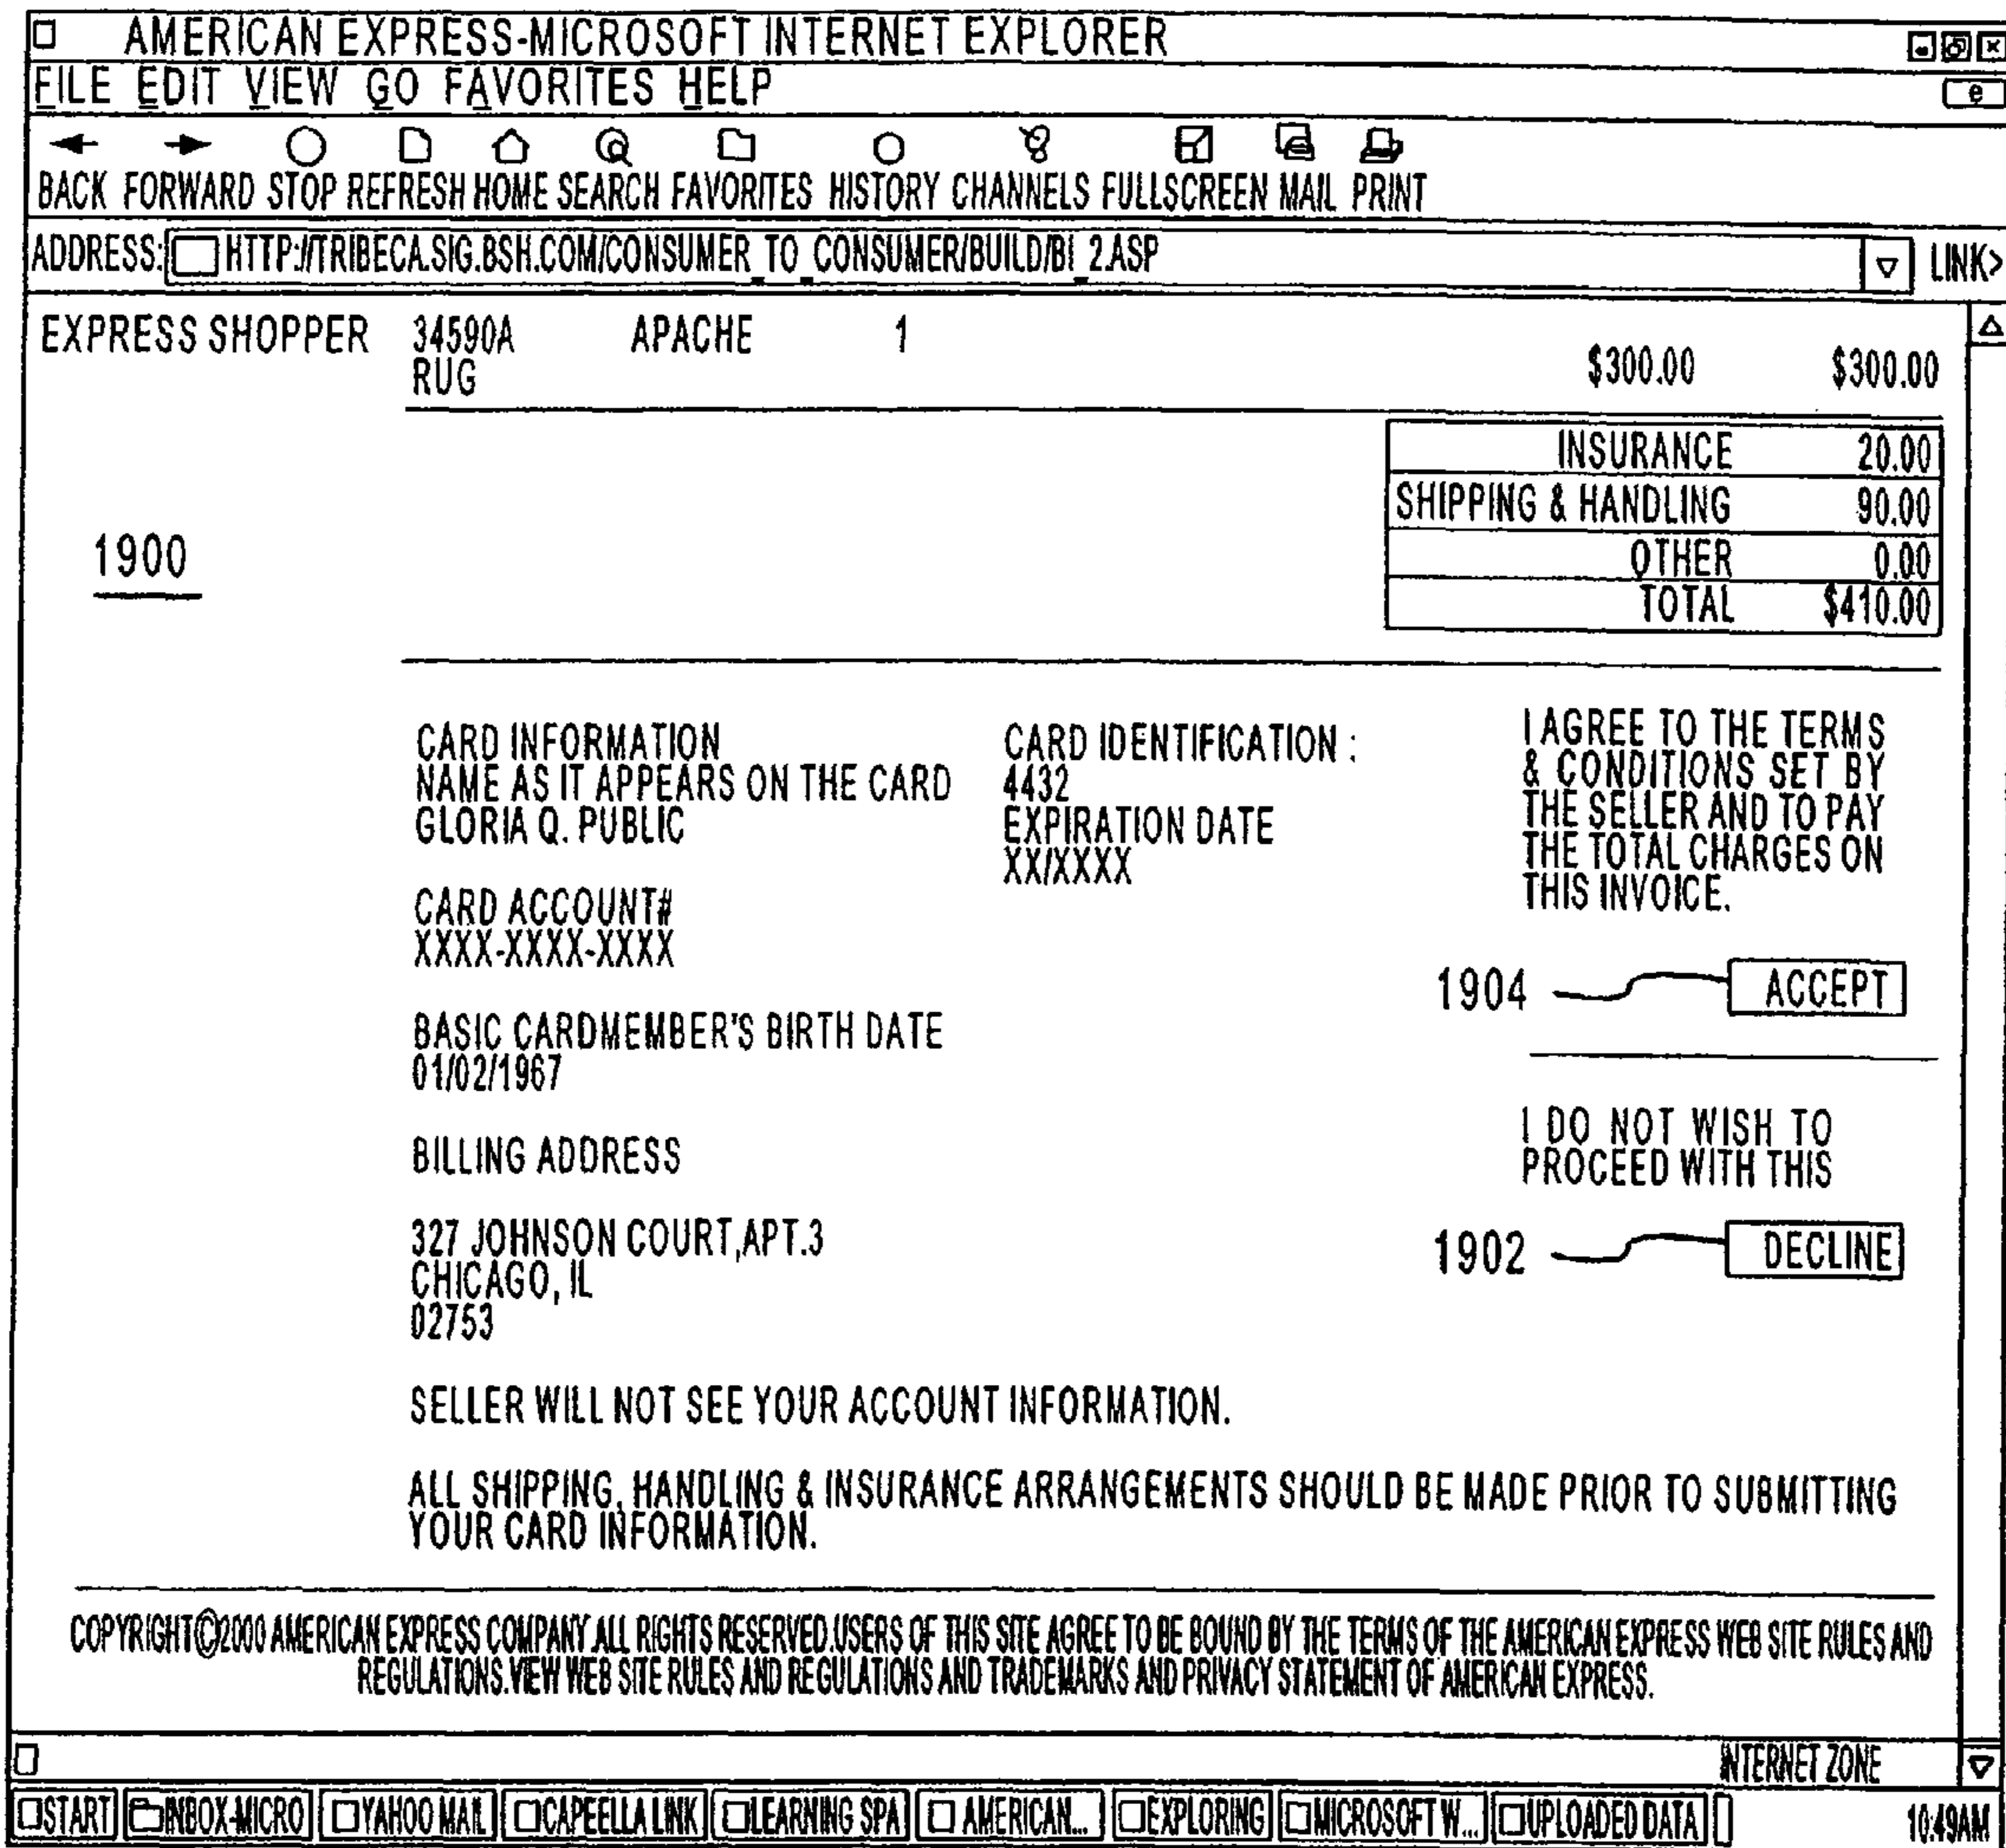 AMERICAN EXPRESS-MICROSOFT INTERNET EXPLORER
FILE EDIT VIEW GO FAVORITES HELP
e
BACK FORWARD STOP REFRESH HOME SEARCH FAVORITES HISTORY CHANNELS FULLSCREEN MAIL PRINT
ADDRESS: HTTP://TRIBECA.SIG.BSH.COM/CONSUMER_TO_CONSUMER/BUILD/BI_2.ASP LINK>
EXPRESS SHOPPER 34590A APACHE 1
RUG $300.00 $300.00
INSURANCE 20.00
SHIPPING & HANDLING 90.00
OTHER 0.00
TOTAL $410.00
1900
CARD INFORMATION
NAME AS IT APPEARS ON THE CARD
GLORIA Q. PUBLIC
CARD IDENTIFICATION :
4432
EXPIRATION DATE
XX/XXXX
I AGREE TO THE TERMS
& CONDITIONS SET BY
THE SELLER AND TO PAY
THE TOTAL CHARGES ON
THIS INVOICE.
CARD ACCOUNT#
XXXX-XXXX-XXXX
1904 ACCEPT
BASIC CARDMEMBER'S BIRTH DATE
01/02/1967
I DO NOT WISH TO
PROCEED WITH THIS
BILLING ADDRESS
1902 DECLINE
327 JOHNSON COURT,APT.3
CHICAGO, IL
02753
SELLER WILL NOT SEE YOUR ACCOUNT INFORMATION.
ALL SHIPPING, HANDLING & INSURANCE ARRANGEMENTS SHOULD BE MADE PRIOR TO SUBMITTING
YOUR CARD INFORMATION.
COPYRIGHT©2000 AMERICAN EXPRESS COMPANY.ALL RIGHTS RESERVED.USERS OF THIS SITE AGREE TO BE BOUND BY THE TERMS OF THE AMERICAN EXPRESS WEB SITE RULES AND
REGULATIONS.VIEW WEB SITE RULES AND REGULATIONS AND TRADEMARKS AND PRIVACY STATEMENT OF AMERICAN EXPRESS.
INTERNET ZONE
START INBOX-MICRO YAHOO MAIL CAPEELLA LINK LEARNING SPA AMERICAN... EXPLORING MICROSOFT W... UPLOADED DATA 10:49AM